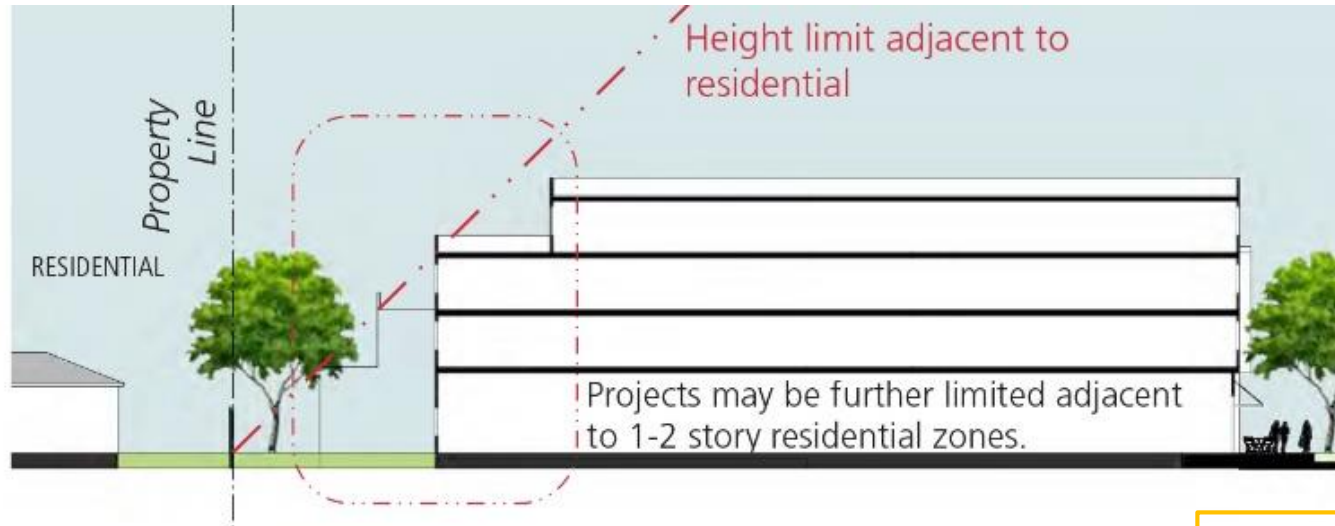 Height limit adjacent to
residential
Property
Line
RESIDENTIAL
Projects may be further limited adjacent
to 1-2 story residential zones.